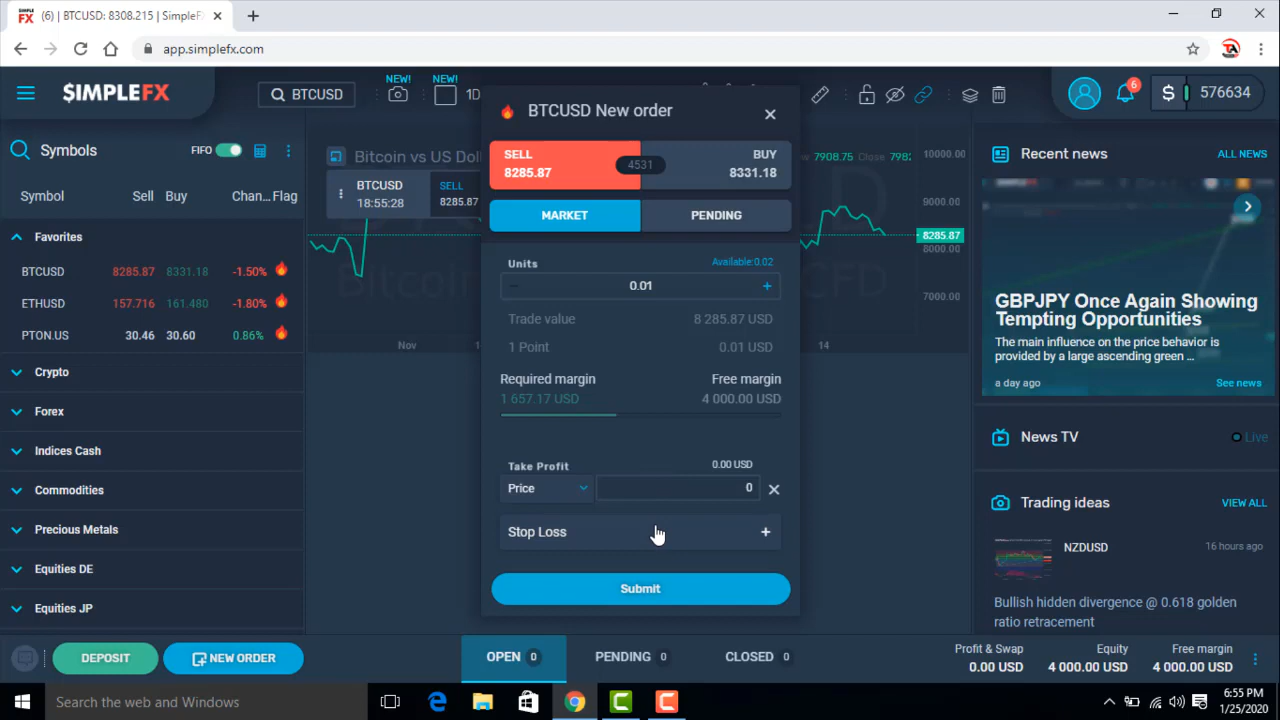 (6) | BTCUSD: 8308.215 | SimpleF
app.simplefx.com
$IMPLEFX
BTCUSD
NEW!
NEW!
1D
6
$ 576634
Symbols
FIFO
Symbol Sell Buy Chan... Flag
Favorites
BTCUSD 8285.87 8331.18 -1.50%
ETHUSD 157.716 161.480 -1.80%
PTON.US 30.46 30.60 0.86%
Crypto
Forex
Indices Cash
Commodities
Precious Metals
Equities DE
Equities JP
DEPOSIT
NEW ORDER
Bitcoin vs US Doll
7908.75 Close 7982
BTCUSD
18:55:28
SELL
8285.87
10000.00
9000.00
8285.87
8000.00
7000.00
Nov
14
BTCUSD New order
SELL
8285.87
4531
BUY
8331.18
MARKET
PENDING
Units
Available:0.02
0.01
Trade value 8 285.87 USD
1 Point 0.01 USD
Required margin Free margin
1 657.17 USD 4 000.00 USD
Take Profit 0.00 USD
Price 0
Stop Loss
Submit
OPEN 0
PENDING 0
CLOSED 0
Recent news
ALL NEWS
GBPJPY Once Again Showing
Tempting Opportunities
The main influence on the price behavior is
provided by a large ascending green ...
a day ago
See news
News TV
Live
Trading ideas
VIEW ALL
NZDUSD
16 hours ago
Bullish hidden divergence @ 0.618 golden
ratio retracement
Profit & Swap Equity Free margin
0.00 USD 4 000.00 USD 4 000.00 USD
Search the web and Windows
6:55 PM
1/25/2020